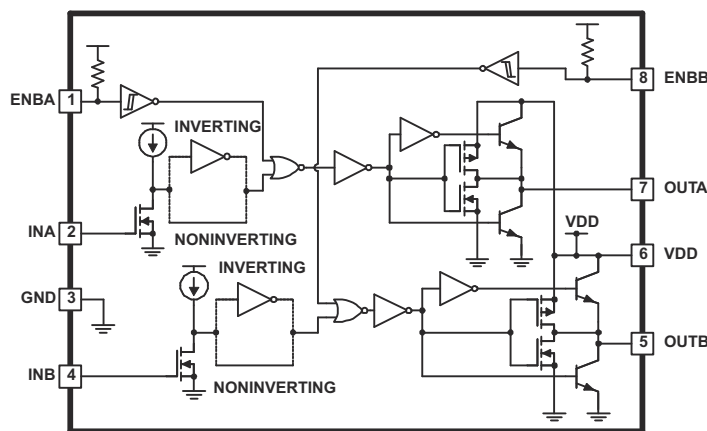 ENBA 1
8 ENBB
INVERTING
INA 2
7 OUTA
NONINVERTING
VDD
6 VDD
INVERTING
GND 3
5 OUTB
INB 4
NONINVERTING